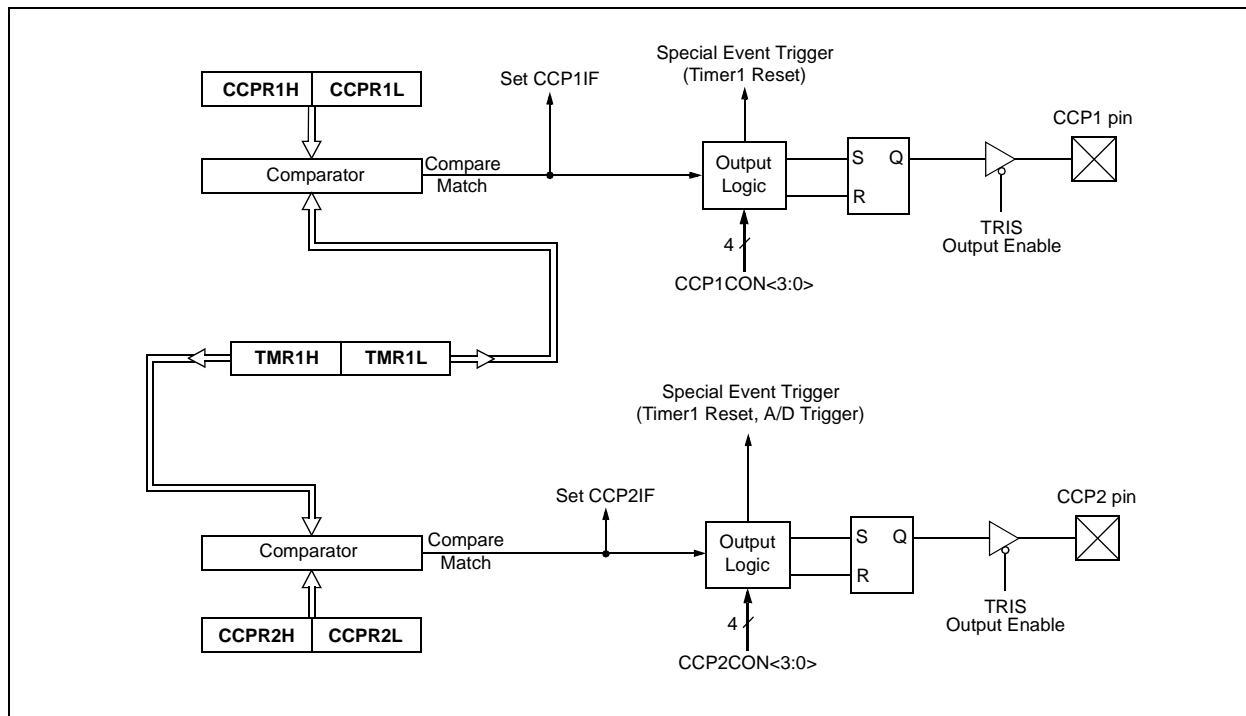 CCPR1H CCPR1L
Comparator
Compare
Match
Set CCP1IF
Special Event Trigger
(Timer1 Reset)
Output
Logic
4
CCP1CON<3:0>
S Q
R
TRIS
Output Enable
CCP1 pin
TMR1H TMR1L
Comparator
CCPR2H CCPR2L
Compare
Match
Set CCP2IF
Special Event Trigger
(Timer1 Reset, A/D Trigger)
Output
Logic
4
CCP2CON<3:0>
S Q
R
TRIS
Output Enable
CCP2 pin